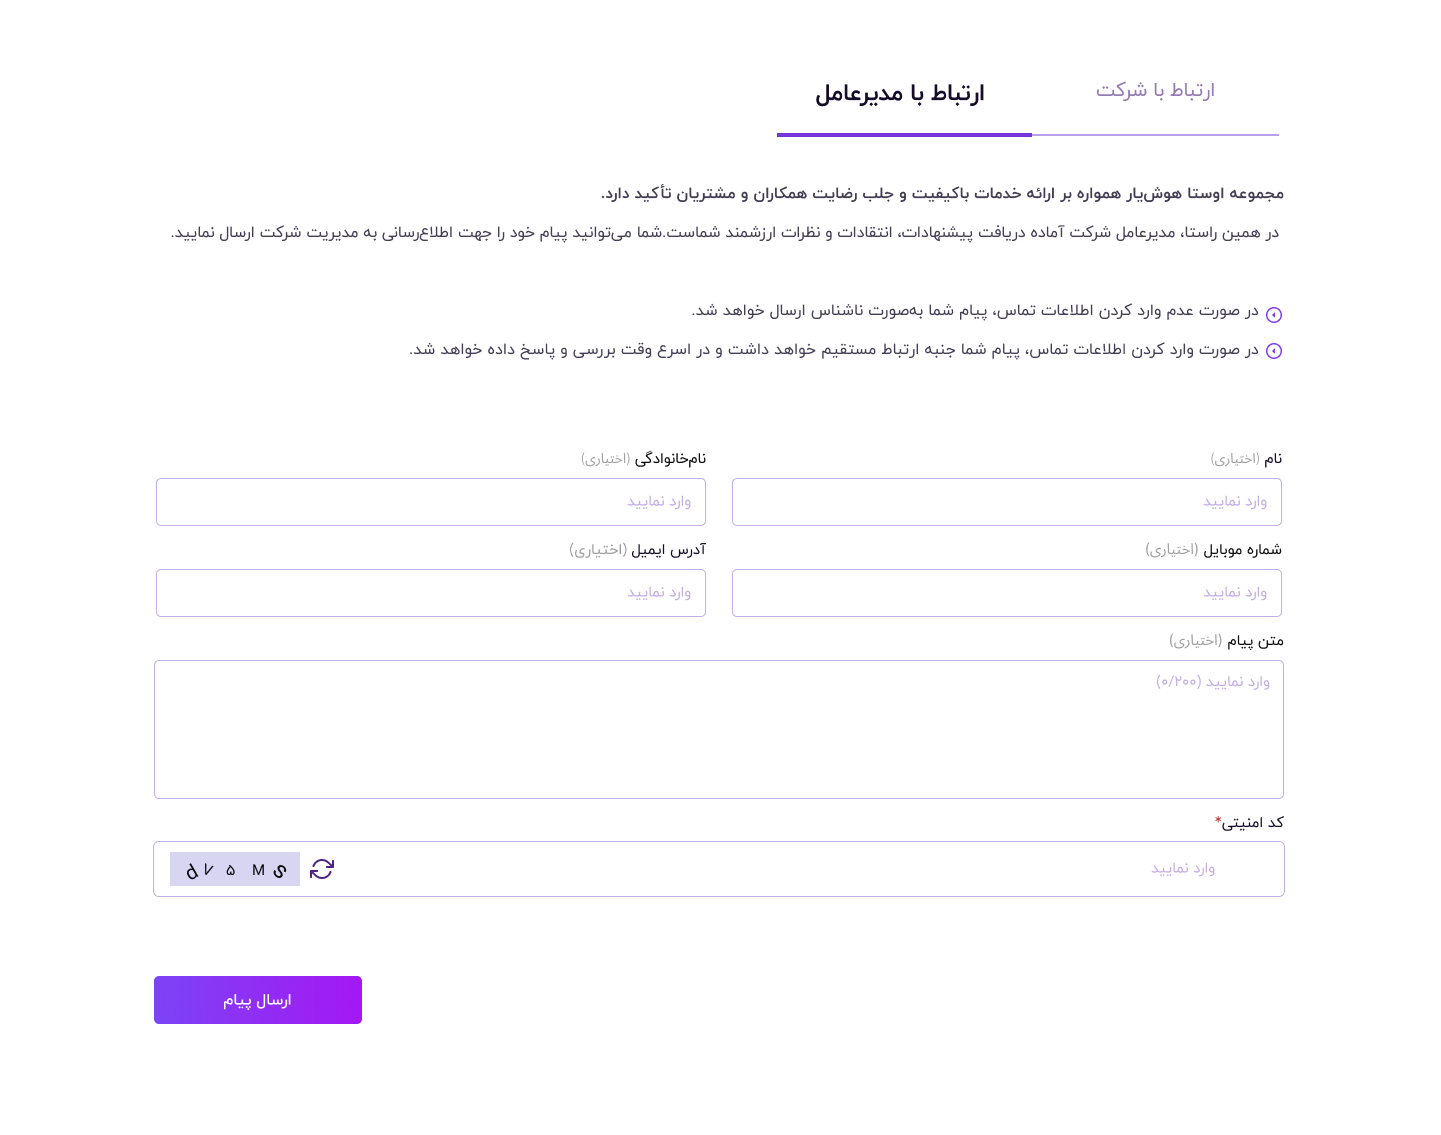 ارتباط با شرکت
ارتباط با مدیرعامل
مجموعه اوستا هوش‌یار همواره بر ارائه خدمات باکیفیت و جلب رضایت همکاران و مشتریان تأکید دارد.
در همین راستا، مدیرعامل شرکت آماده دریافت پیشنهادات، انتقادات و نظرات ارزشمند شماست.شما می‌توانید پیام خود را جهت اطلاع‌رسانی به مدیریت شرکت ارسال نمایید.
در صورت عدم وارد کردن اطلاعات تماس، پیام شما به‌صورت ناشناس ارسال خواهد شد.
در صورت وارد کردن اطلاعات تماس، پیام شما جنبه ارتباط مستقیم خواهد داشت و در اسرع وقت بررسی و پاسخ داده خواهد شد.
نام (اختیاری)
وارد نمایید
نام‌خانوادگی (اختیاری)
وارد نمایید
شماره موبایل (اختیاری)
وارد نمایید
آدرس ایمیل (اختیاری)
وارد نمایید
متن پیام (اختیاری)
وارد نمایید (۰/۲۰۰)
کد امنیتی*
وارد نمایید
ارسال پیام